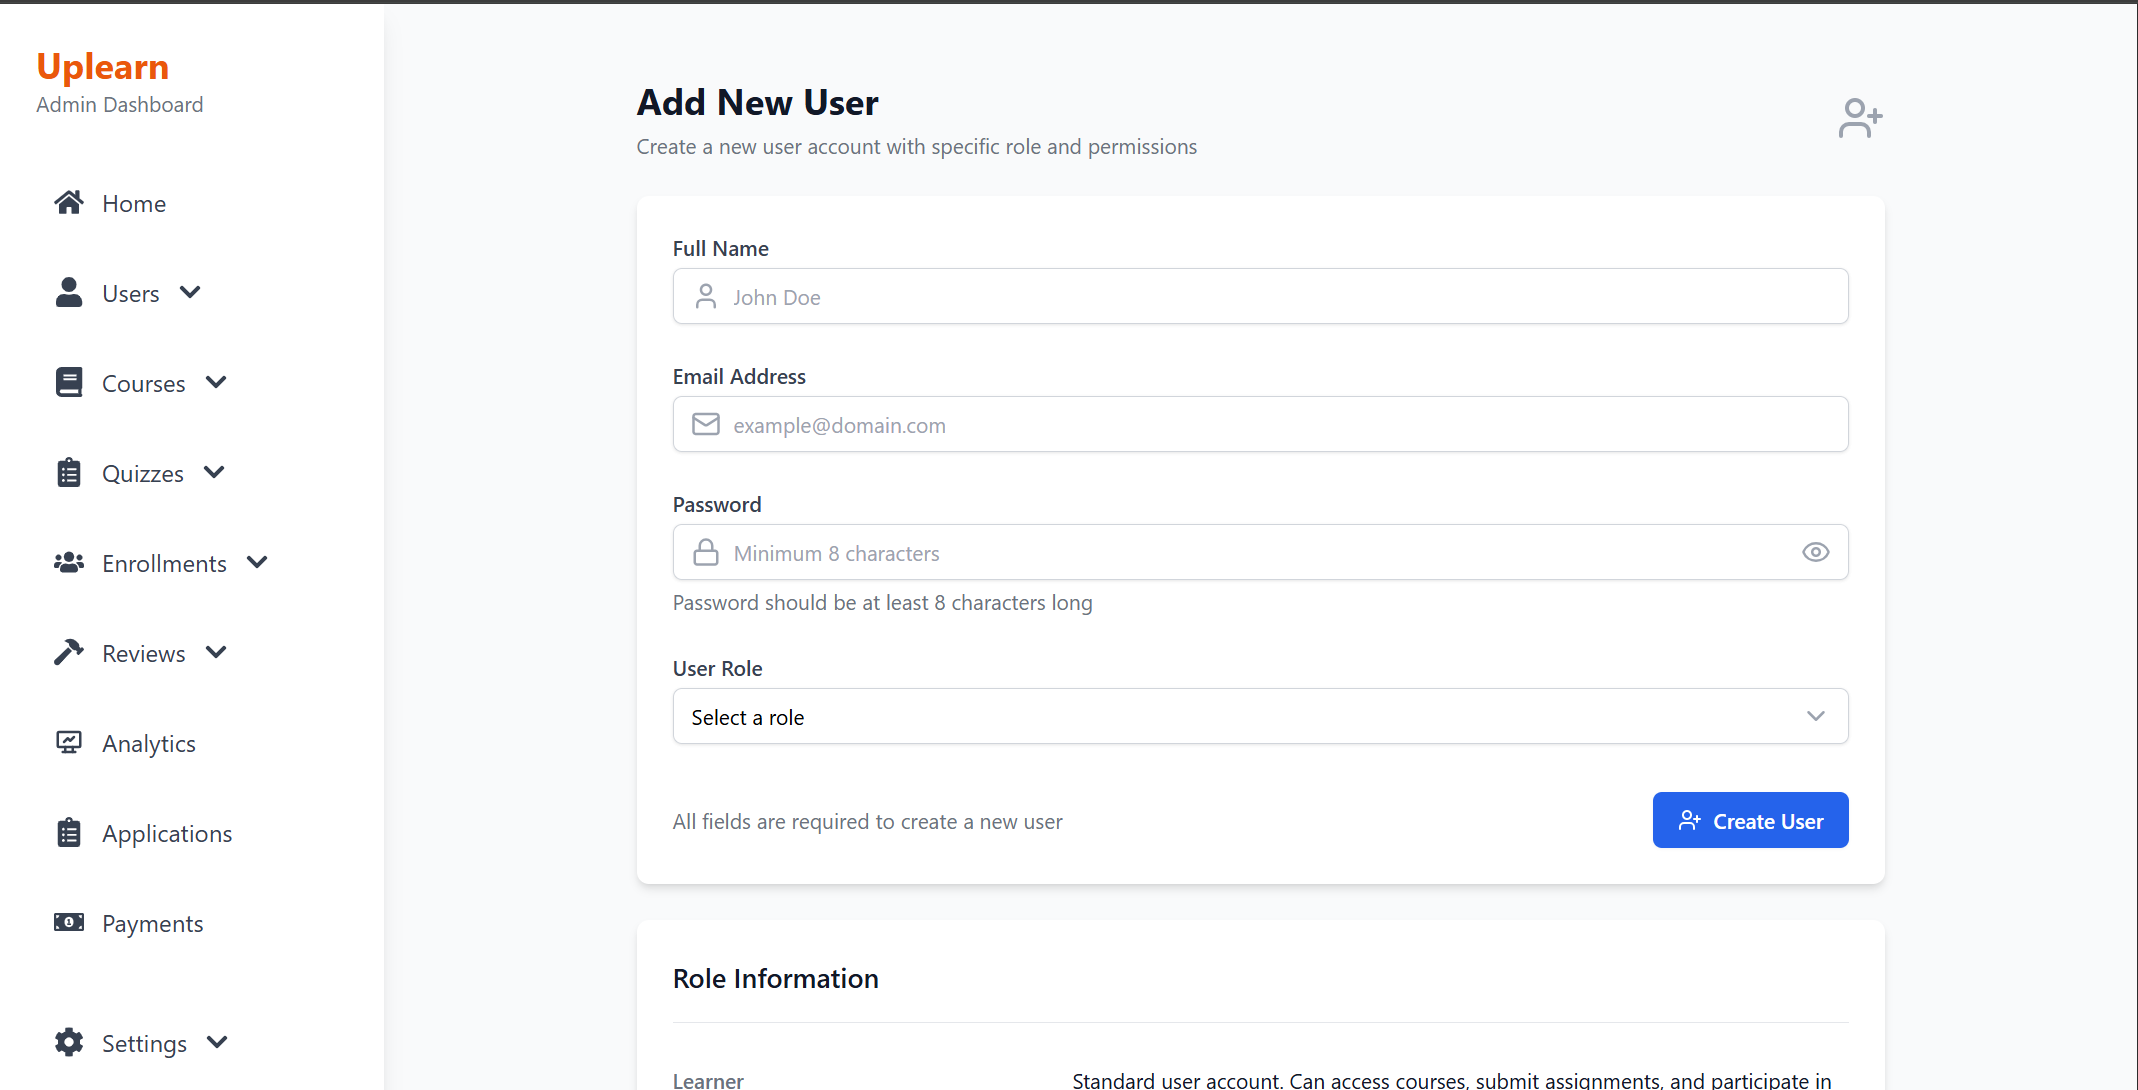 Uplearn
Admin Dashboard
Home
Users
Courses
Quizzes
Enrollments
Reviews
Analytics
Applications
Payments
Settings
Add New User
Create a new user account with specific role and permissions
Full Name
John Doe
Email Address
example@domain.com
Password
Minimum 8 characters
Password should be at least 8 characters long
User Role
Select a role
All fields are required to create a new user
Create User
Role Information
Learner
Standard user account. Can access courses, submit assignments, and participate in